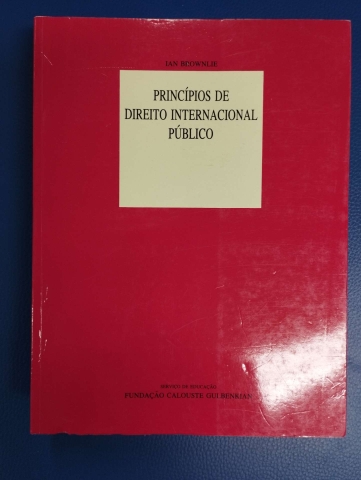 IAN BROWNLIE
PRINCÍPIOS DE
DIREITO INTERNACIONAL
PÚBLICO
SERVIÇO DE EDUCAÇÃO
FUNDAÇÃO CALOUSTE GULBENKIAN